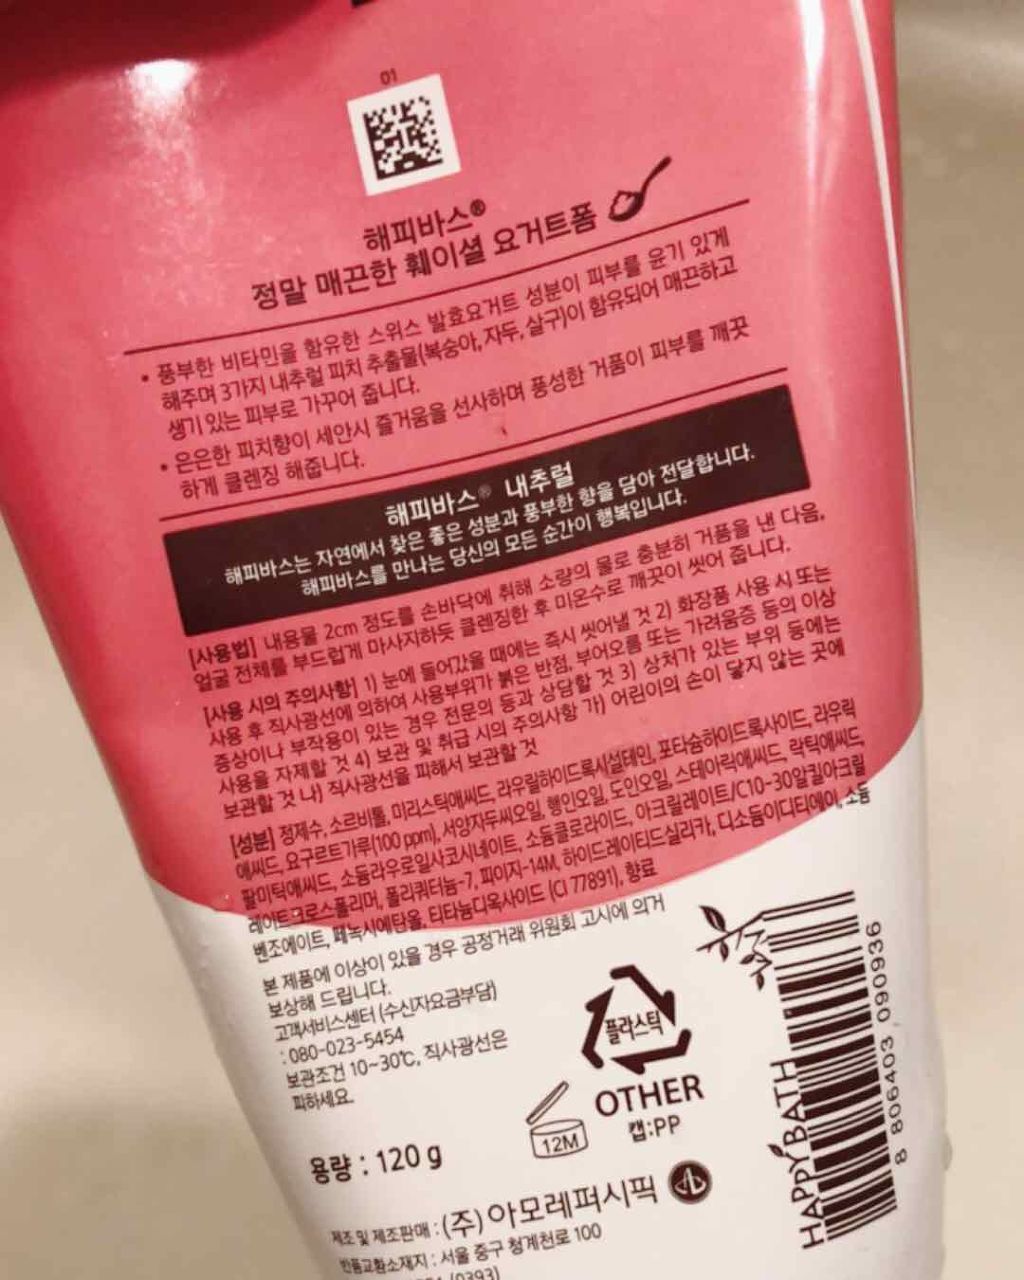 01
해피바스®
정말 매끈한 훼이셜 요거트폼
• 풍부한 비타민을 함유한 스위스 발효요거트 성분이 피부를 윤기 있게
해주며 3가지 내추럴 피치 추출물(복숭아, 자두, 살구)이 함유되어 매끈하고
생기 있는 피부로 가꾸어 줍니다.
• 은은한 피치향이 세안시 즐거움을 선사하며 풍성한 거품이 피부를 깨끗
하게 클렌징 해줍니다.
해피바스® 내추럴
해피바스는 자연에서 찾은 좋은 성분과 풍부한 향을 담아 전달합니다.
해피바스를 만나는 당신의 모든 순간이 행복입니다.
[사용법] 내용물 2cm 정도를 손바닥에 취해 소량의 물로 충분히 거품을 낸 다음,
얼굴 전체를 부드럽게 마사지하듯 클렌징한 후 미온수로 깨끗이 씻어 줍니다.
[사용 시의 주의사항] 1) 눈에 들어갔을 때에는 즉시 씻어낼 것 2) 화장품 사용 시 또는
사용 후 직사광선에 의하여 사용부위가 붉은 반점, 부어오름 또는 가려움증 등의 이상
증상이나 부작용이 있는 경우 전문의 등과 상담할 것 3) 상처가 있는 부위 등에는
사용을 자제할 것 4) 보관 및 취급 시의 주의사항 가) 어린이의 손이 닿지 않는 곳에
보관할 것 나) 직사광선을 피해서 보관할 것
[성분] 정제수, 소르비톨, 미리스틱애씨드, 라우릴하이드록시설테인, 포타슘하이드록사이드, 라우릭
애씨드, 요구르트가루(100 ppm), 서양자두씨오일, 행인오일, 도인오일, 스테아릭애씨드, 락틱애씨드,
팔미틱애씨드, 소듐라우로일사코시네이트, 소듐클로라이드, 아크릴레이트/C10-30알킬아크릴
레이트크로스폴리머, 폴리쿼터늄-7, 피이지-14M, 하이드레이티드실리카, 디소듐이디티에이, 소듐
벤조에이트, 페녹시에탄올, 티타늄디옥사이드 (CI 77891), 향료
본 제품에 이상이 있을 경우 공정거래 위원회 고시에 의거
보상해 드립니다.
고객서비스센터 (수신자요금부담)
: 080-023-5454
보관조건 10~30℃, 직사광선은
피하세요.
플라스틱
OTHER
캡:PP
12M
용량 : 120 g
제조 및 제조판매 : (주)아모레퍼시픽
반품교환소재지 : 서울 중구 청계천로 100
(0393)
HAPPY BATH
8 806403 090936